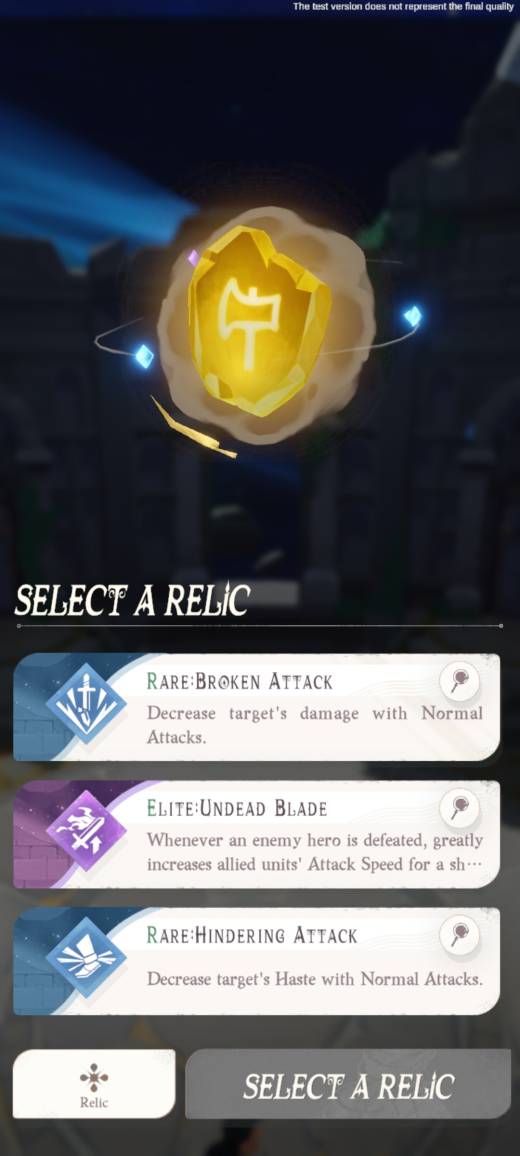 The test version does not represent the final quality
SELECT A RELIC
RARE:BROKEN ATTACK
Decrease target's damage with Normal
Attacks.
ELITE:UNDEAD BLADE
Whenever an enemy hero is defeated, greatly
increases allied units' Attack Speed for a sh···
RARE:HINDERING ATTACK
Decrease target's Haste with Normal Attacks.
Relic
SELECT A RELIC